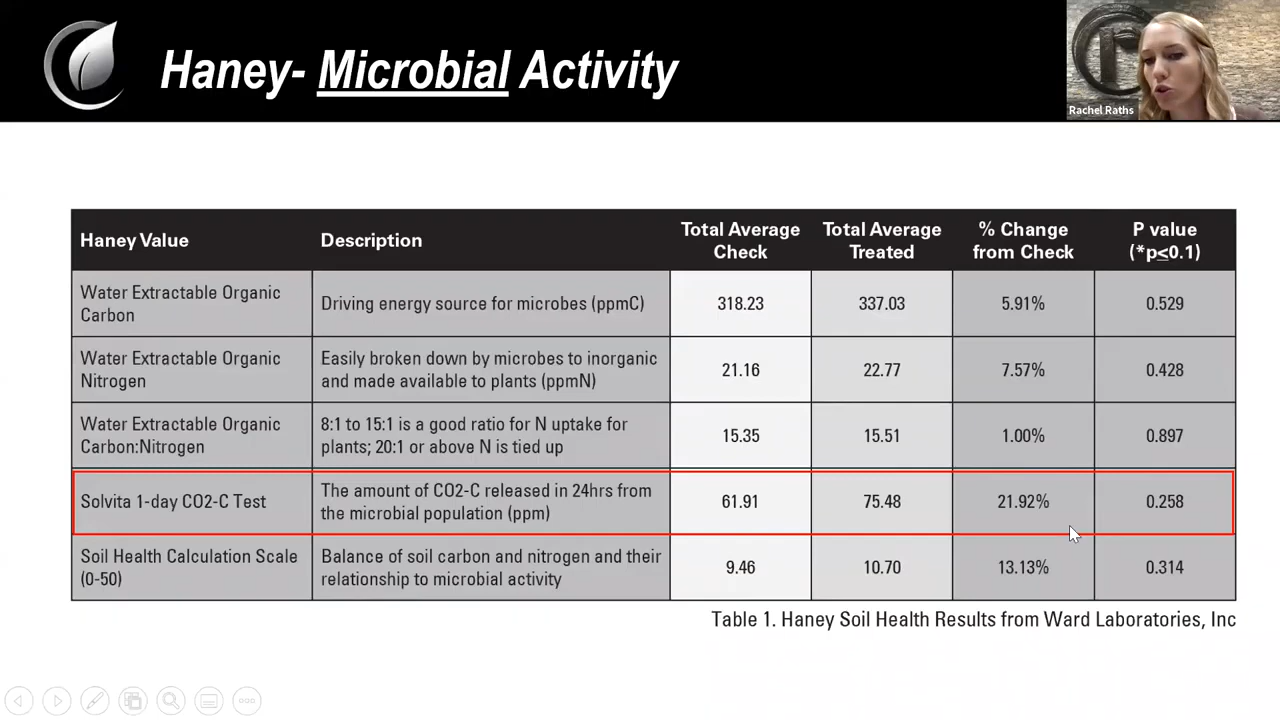 Haney- Microbial Activity
Rachel Raths
Haney Value
Description
Total Average
Check
Total Average
Treated
% Change
from Check
P value
(*p≤0.1)
Water Extractable Organic
Carbon
Driving energy source for microbes (ppmC)
318.23
337.03
5.91%
0.529
Water Extractable Organic
Nitrogen
Easily broken down by microbes to inorganic
and made available to plants (ppmN)
21.16
22.77
7.57%
0.428
Water Extractable Organic
Carbon:Nitrogen
8:1 to 15:1 is a good ratio for N uptake for
plants; 20:1 or above N is tied up
15.35
15.51
1.00%
0.897
Solvita 1-day CO2-C Test
The amount of CO2-C released in 24hrs from
the microbial population (ppm)
61.91
75.48
21.92%
0.258
Soil Health Calculation Scale
(0-50)
Balance of soil carbon and nitrogen and their
relationship to microbial activity
9.46
10.70
13.13%
0.314
Table 1. Haney Soil Health Results from Ward Laboratories, Inc